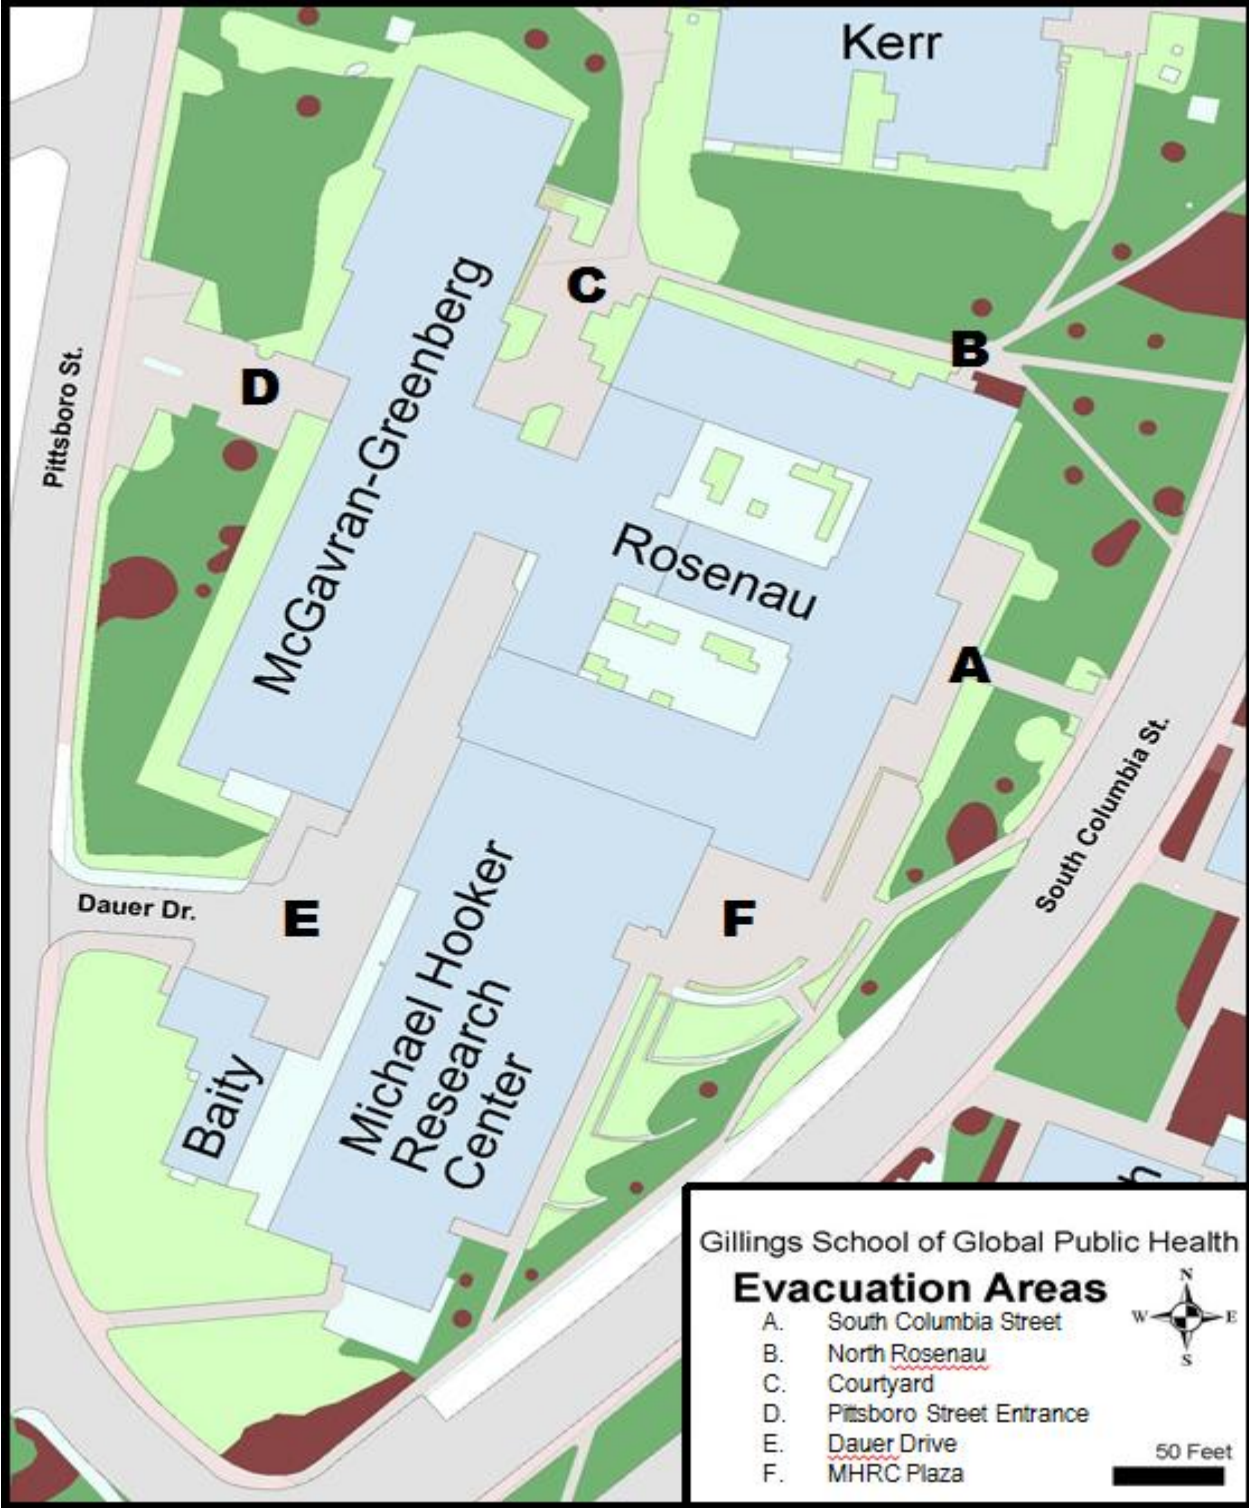 Kerr
C
B
McGavran-Greenberg
D
Pittsboro St.
Rosenau
A
South Columbia St.
Dauer Dr.
E
F
Michael Hooker
Research
Center
Baity
h
Gillings School of Global Public Health
Evacuation Areas
N
W E
S
A. South Columbia Street
B. North Rosenau
C. Courtyard
D. Pittsboro Street Entrance
E. Dauer Drive
F. MHRC Plaza
50 Feet